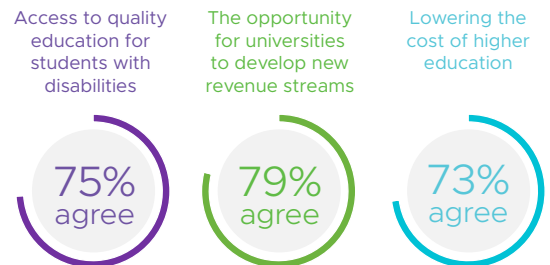 Access to quality
education for
students with
disabilities
75%
agree
The opportunity
for universities
to develop new
revenue streams
79%
agree
Lowering the
cost of higher
education
73%
agree